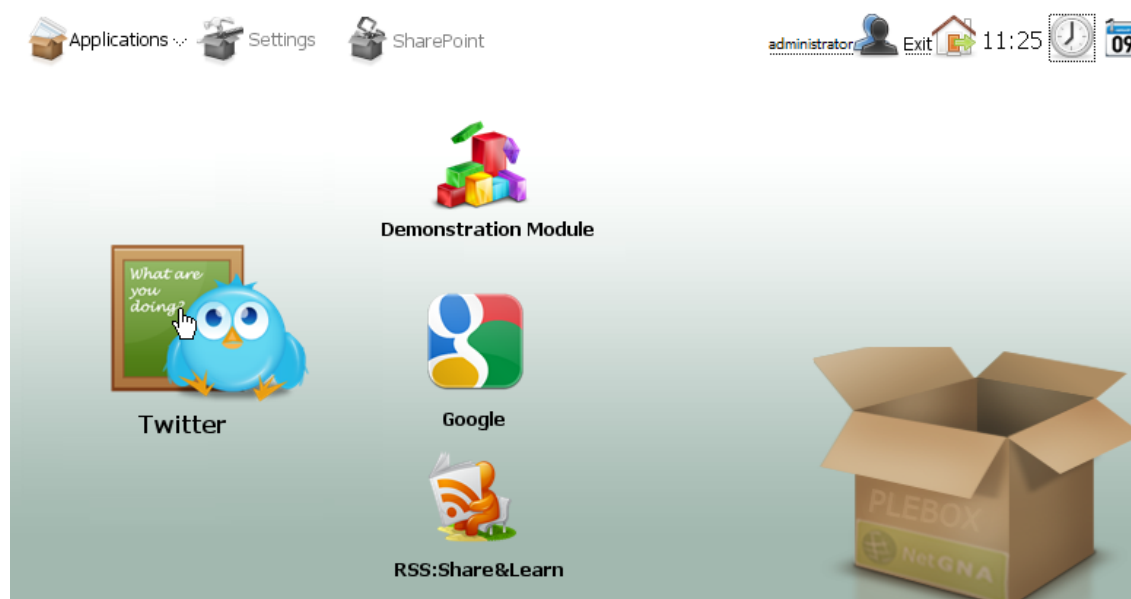 Applications
Settings
SharePoint
administrator
Exit
11:25
09
Demonstration Module
What are
you
doing?
Twitter
Google
RSS:Share&Learn
PLEBOX
NetGNA